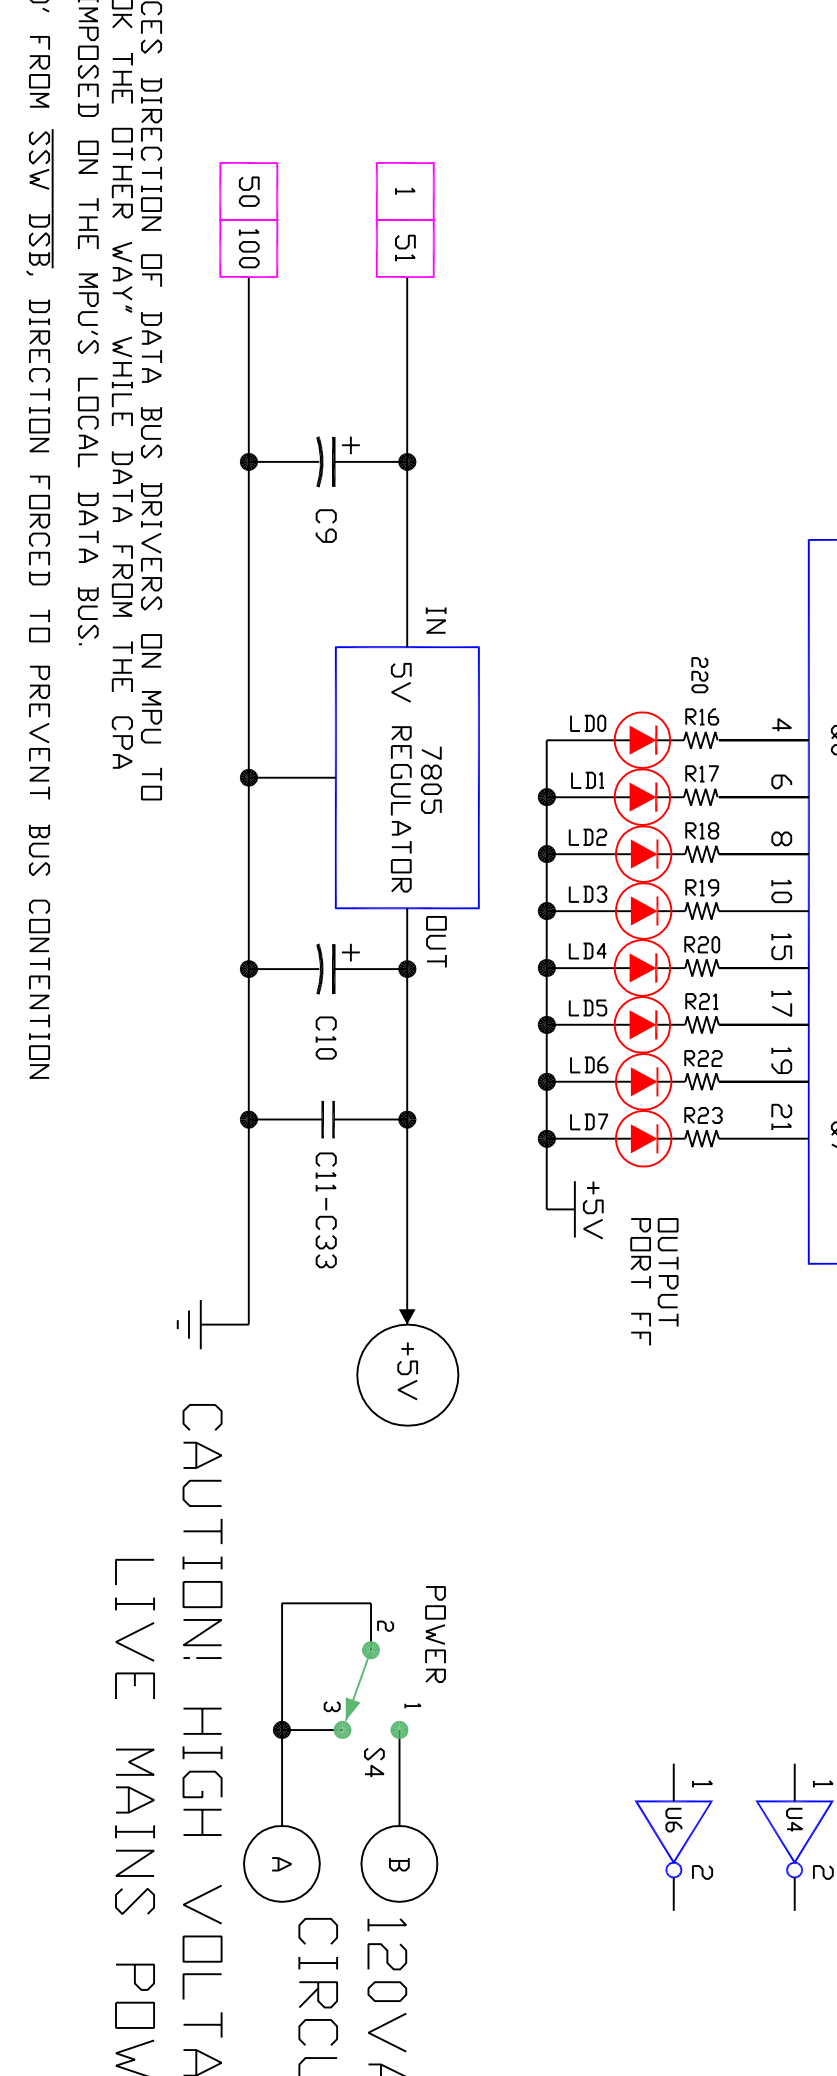 CES DIRECTION OF DATA BUS DRIVERS ON MPU TO
OK THE OTHER WAY" WHILE DATA FROM THE CPA
IMPOSED ON THE MPU'S LOCAL DATA BUS.
' FROM SSW DSB, DIRECTION FORCED TO PREVENT BUS CONTENTION
4
6
8
10
15
17
19
21
220
R16
R17
R18
R19
R20
R21
R22
R23
LD0
LD1
LD2
LD3
LD4
LD5
LD6
LD7
+5V
OUTPUT
PORT FF
1 51
50 100
+
C9
IN
7805
5V REGULATOR
OUT
+
C10
C11-C33
+5V
1
U4
2
1
U6
2
POWER
2
3
1
S4
B
A
120VA
CIRCU
CAUTION! HIGH VOLTA
LIVE MAINS POW